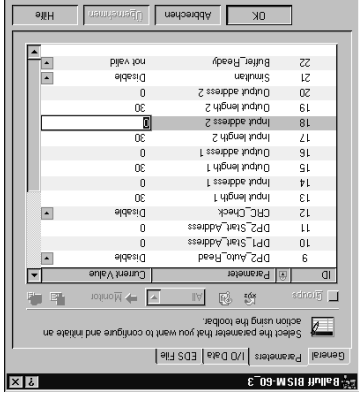 Balluff BIS M-60_3
General Parameters I/O Data EDS File
Select the parameter that you want to configure and initiate an
action using the toolbar.
Groups All Monitor
ID Parameter Current Value
9 DP2_Auto_Read Disable
10 DP1_Start_Address 0
11 DP2_Start_Address 0
12 CRC_Check Disable
13 Input length 1 30
14 Input address 1 0
15 Output length 1 30
16 Output address 1 0
17 Input length 2 30
18 Input address 2 0
19 Output length 2 30
20 Output address 2 0
21 Simultan Disable
22 Buffer_Ready not valid
OK Abbrechen Übernehmen Hilfe